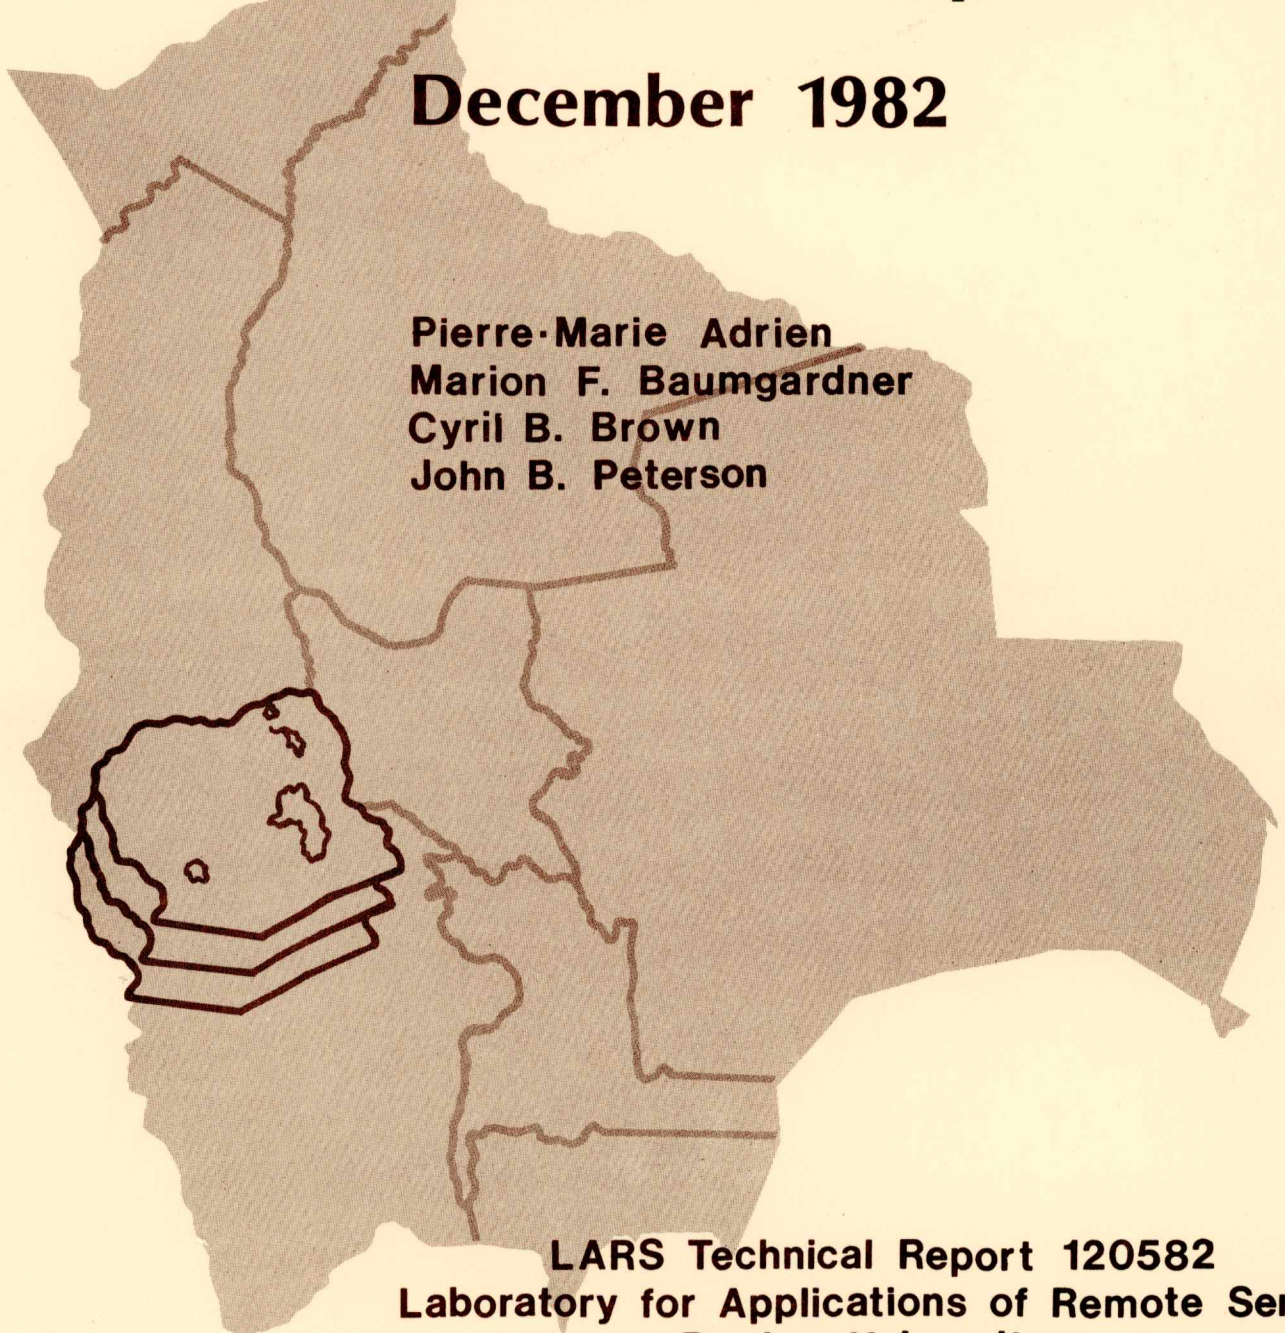 December 1982
Pierre-Marie Adrien
Marion F. Baumgardner
Cyril B. Brown
John B. Peterson
LARS Technical Report 120582
Laboratory for Applications of Remote